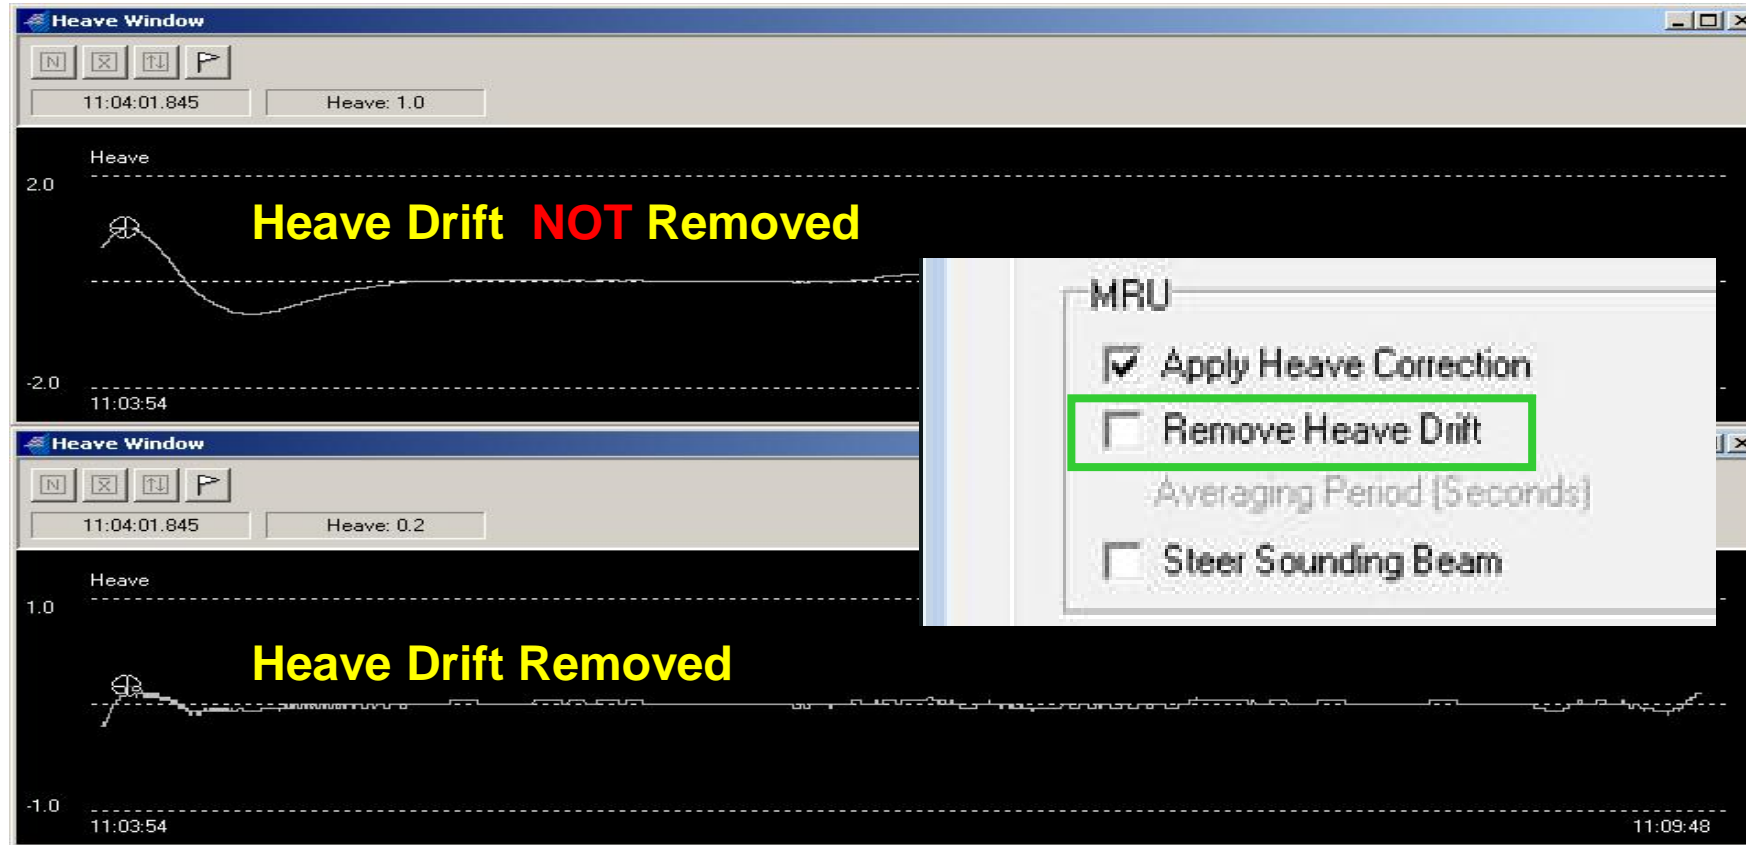 Heave Window
11:04:01.845 Heave: 1.0
Heave
2.0
Heave Drift NOT Removed
-2.0
11:03:54
MRU
Apply Heave Correction
Remove Heave Drift
Averaging Period (Seconds)
Steer Sounding Beam
Heave Window
11:04:01.845 Heave: 0.2
Heave
1.0
Heave Drift Removed
-1.0
11:03:54 11:09:48